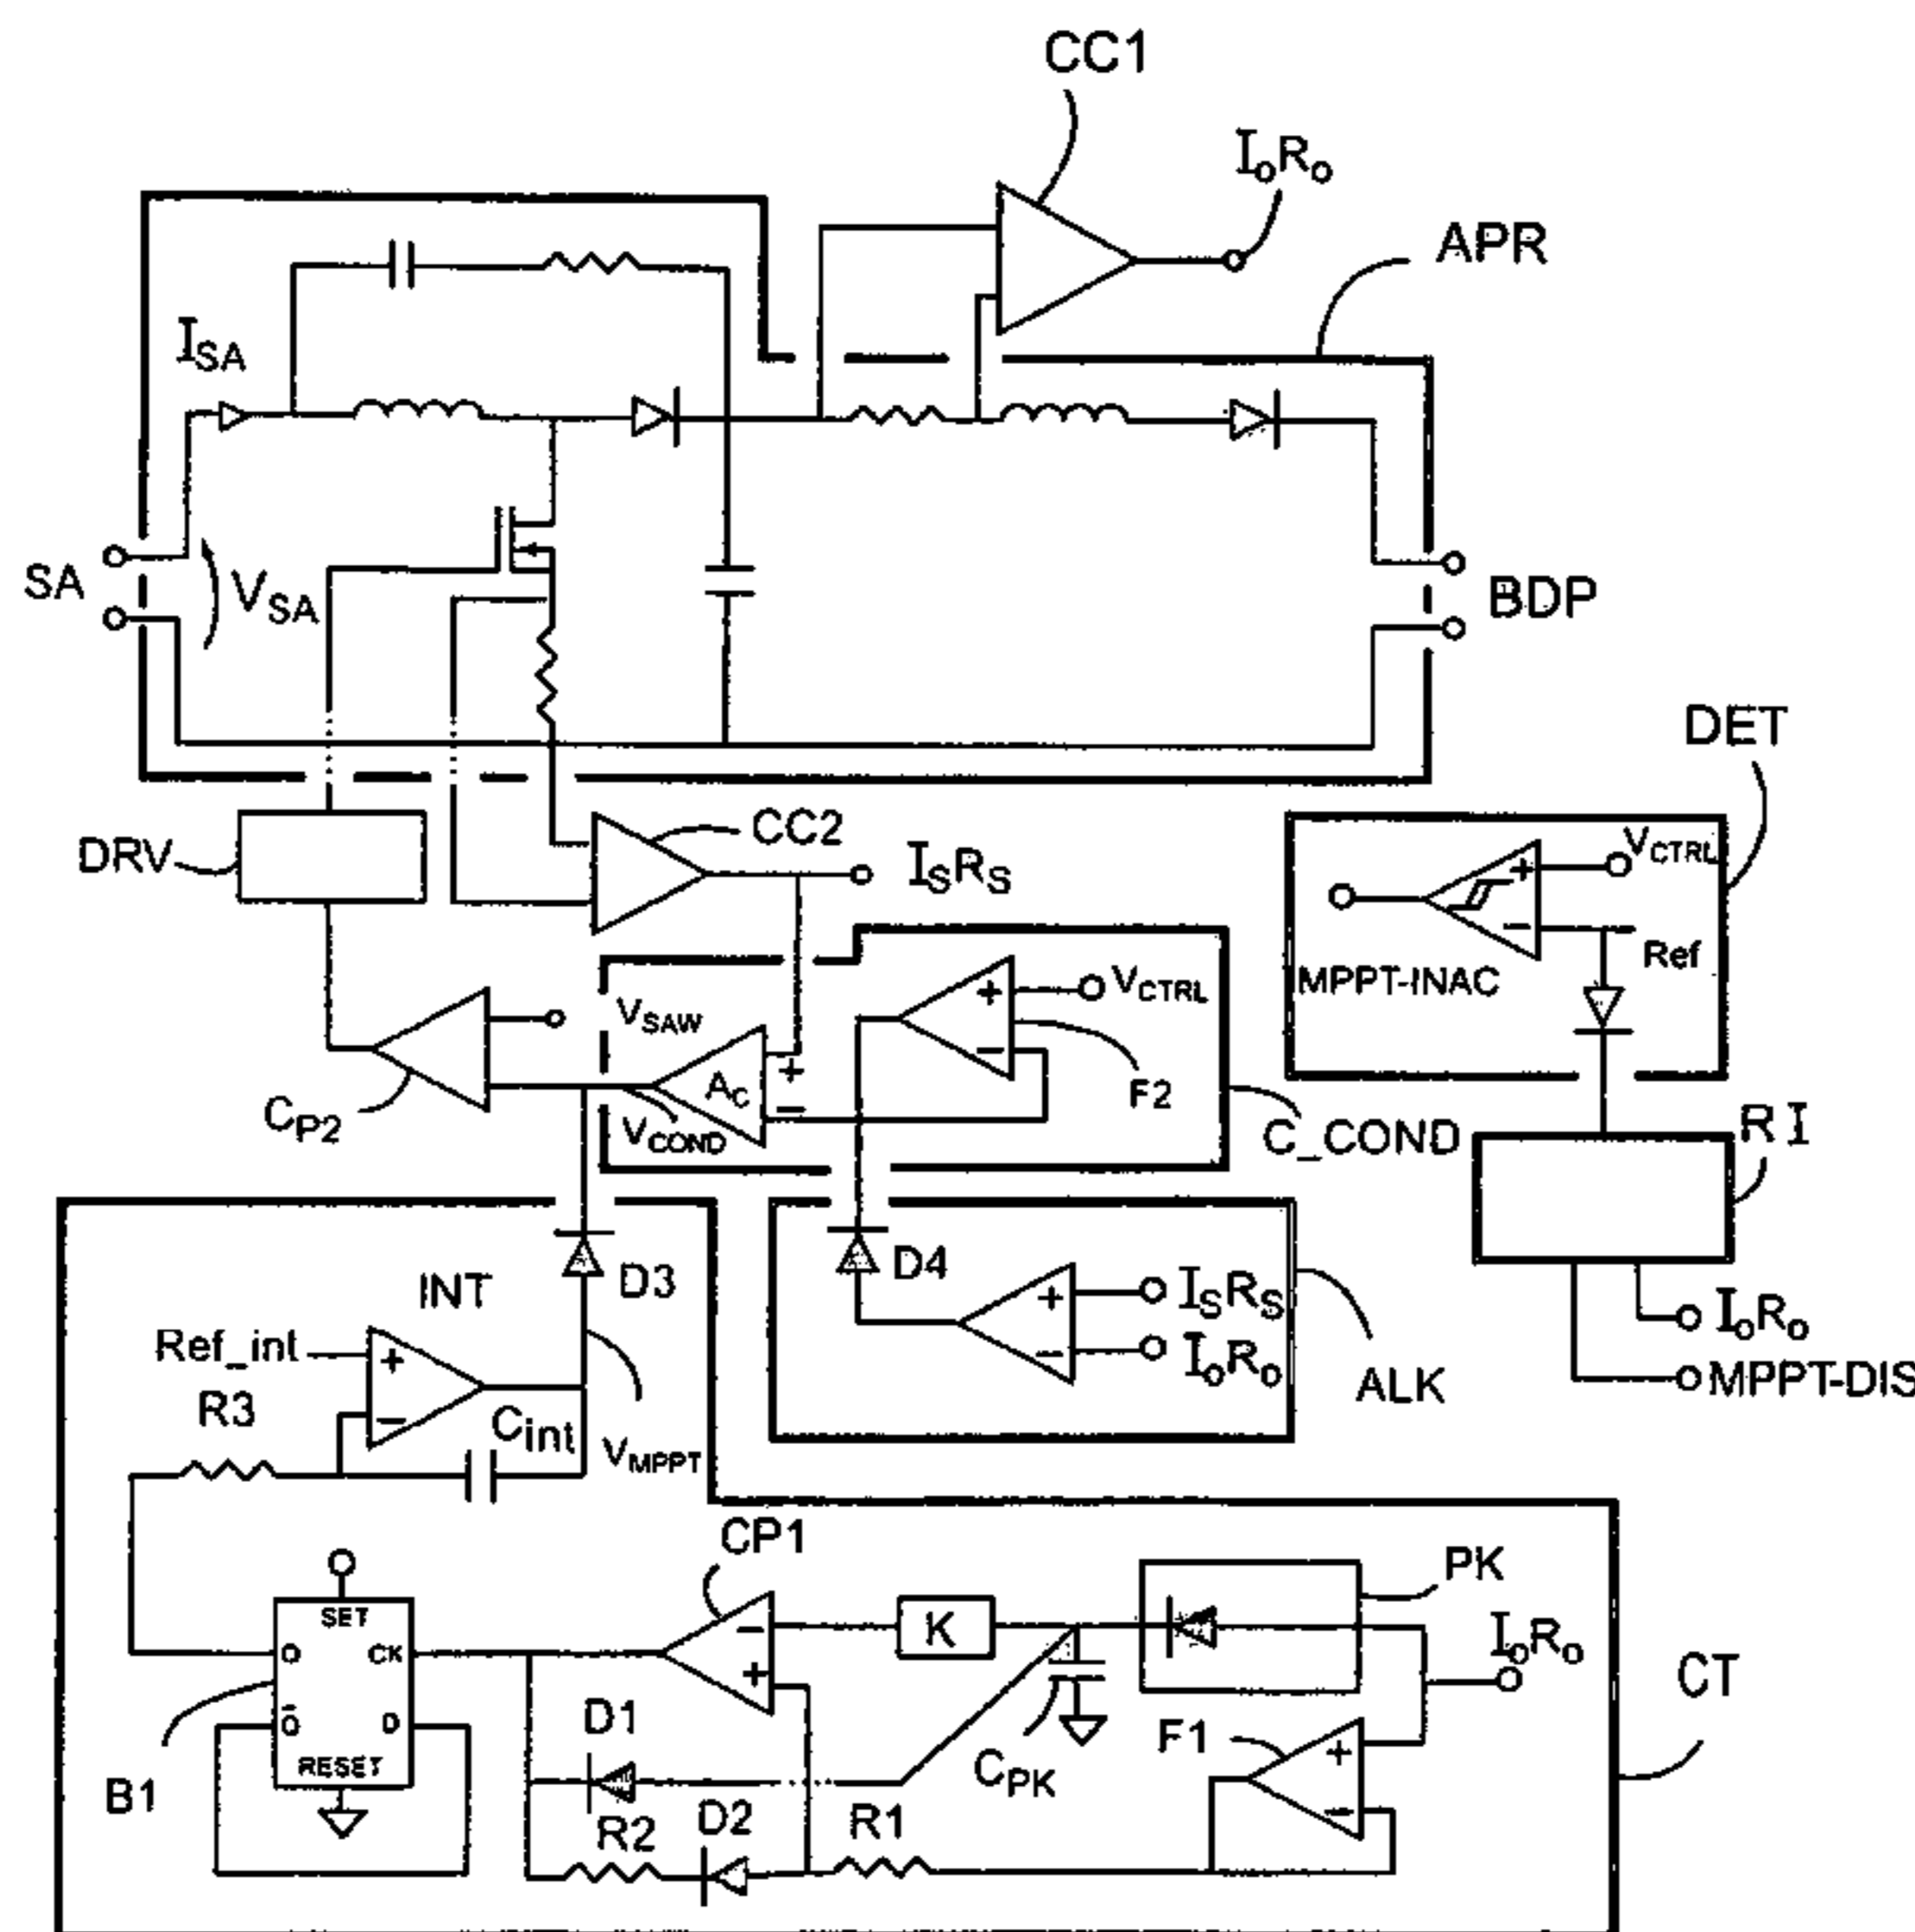 CC1
IoRo
APR
ISA
SA
VSA
BDP
DET
DRV
CC2
ISRS
+
VCTRL
−
Ref
MPPT-INAC
VSAW
+
VCTRL
−
F2
AC
+
−
CP2
VCOND
C_COND
RI
INT
D3
D4
+
ISRS
−
IoRo
ALK
IoRo
MPPT-DIS
Ref_int
+
−
R3
Cint
VMPPT
CP1
PK
−
K
IoRo
+
CT
SET
Q
CK
Q̅
D
RESET
B1
D1
CPK
F1
+
−
R2
D2
R1